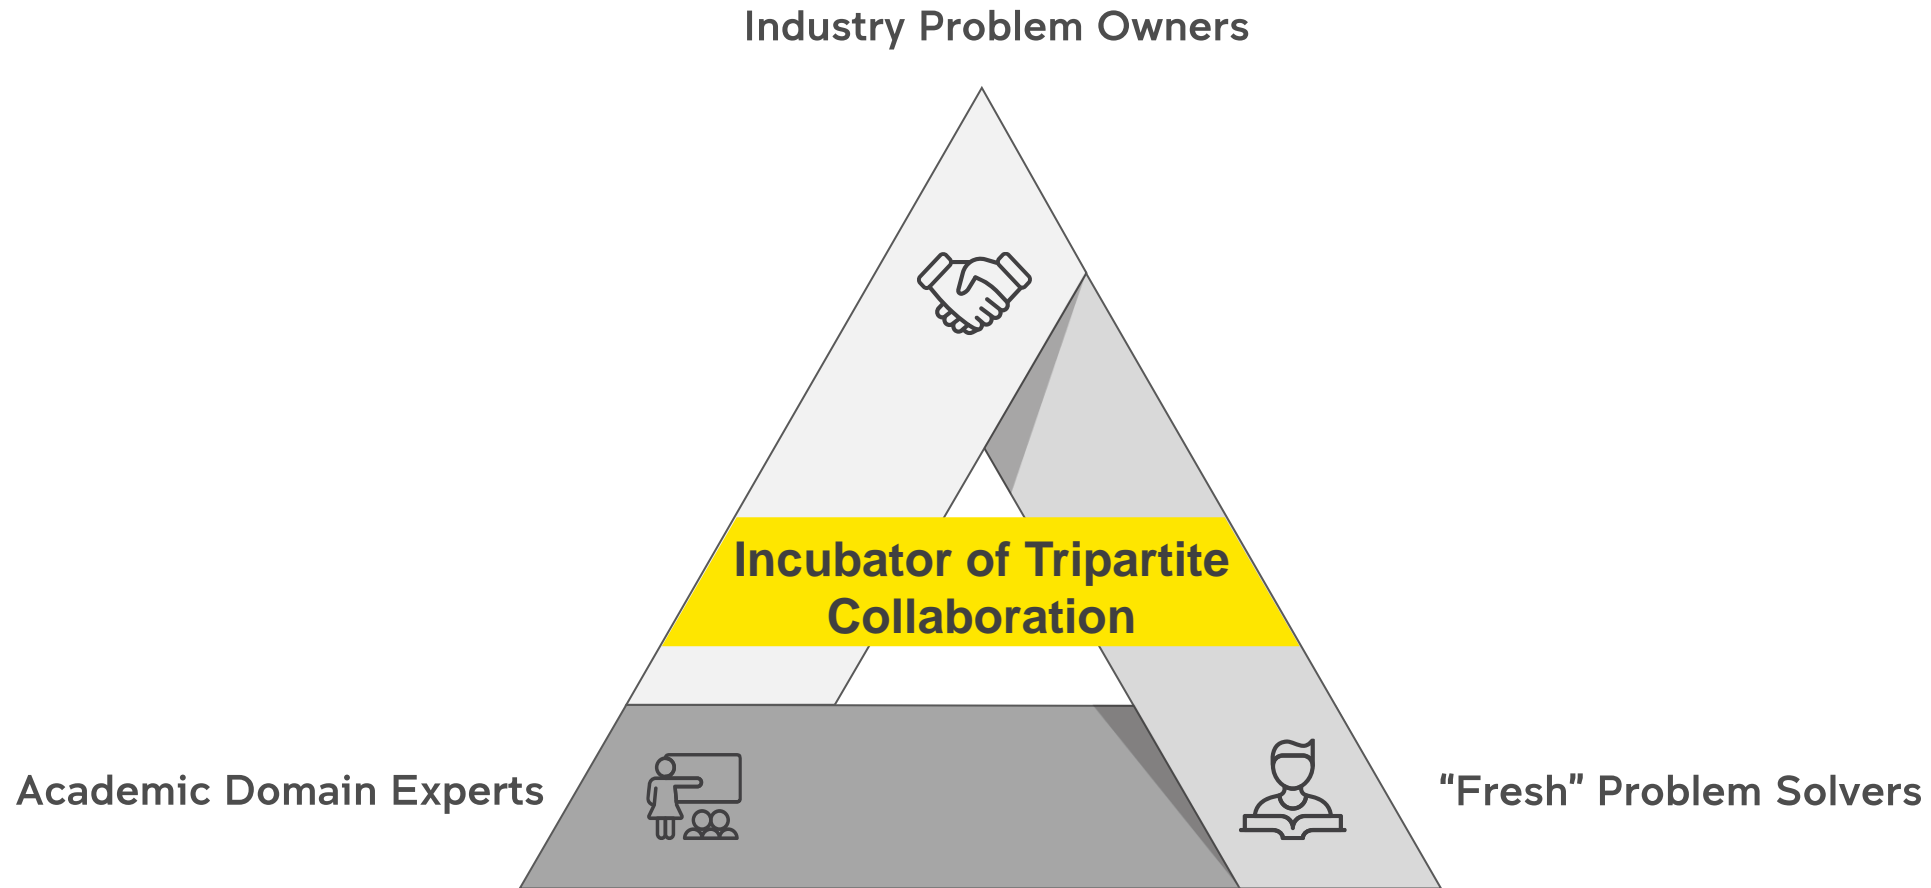 Industry Problem Owners
Incubator of Tripartite
Collaboration
Academic Domain Experts
“Fresh” Problem Solvers